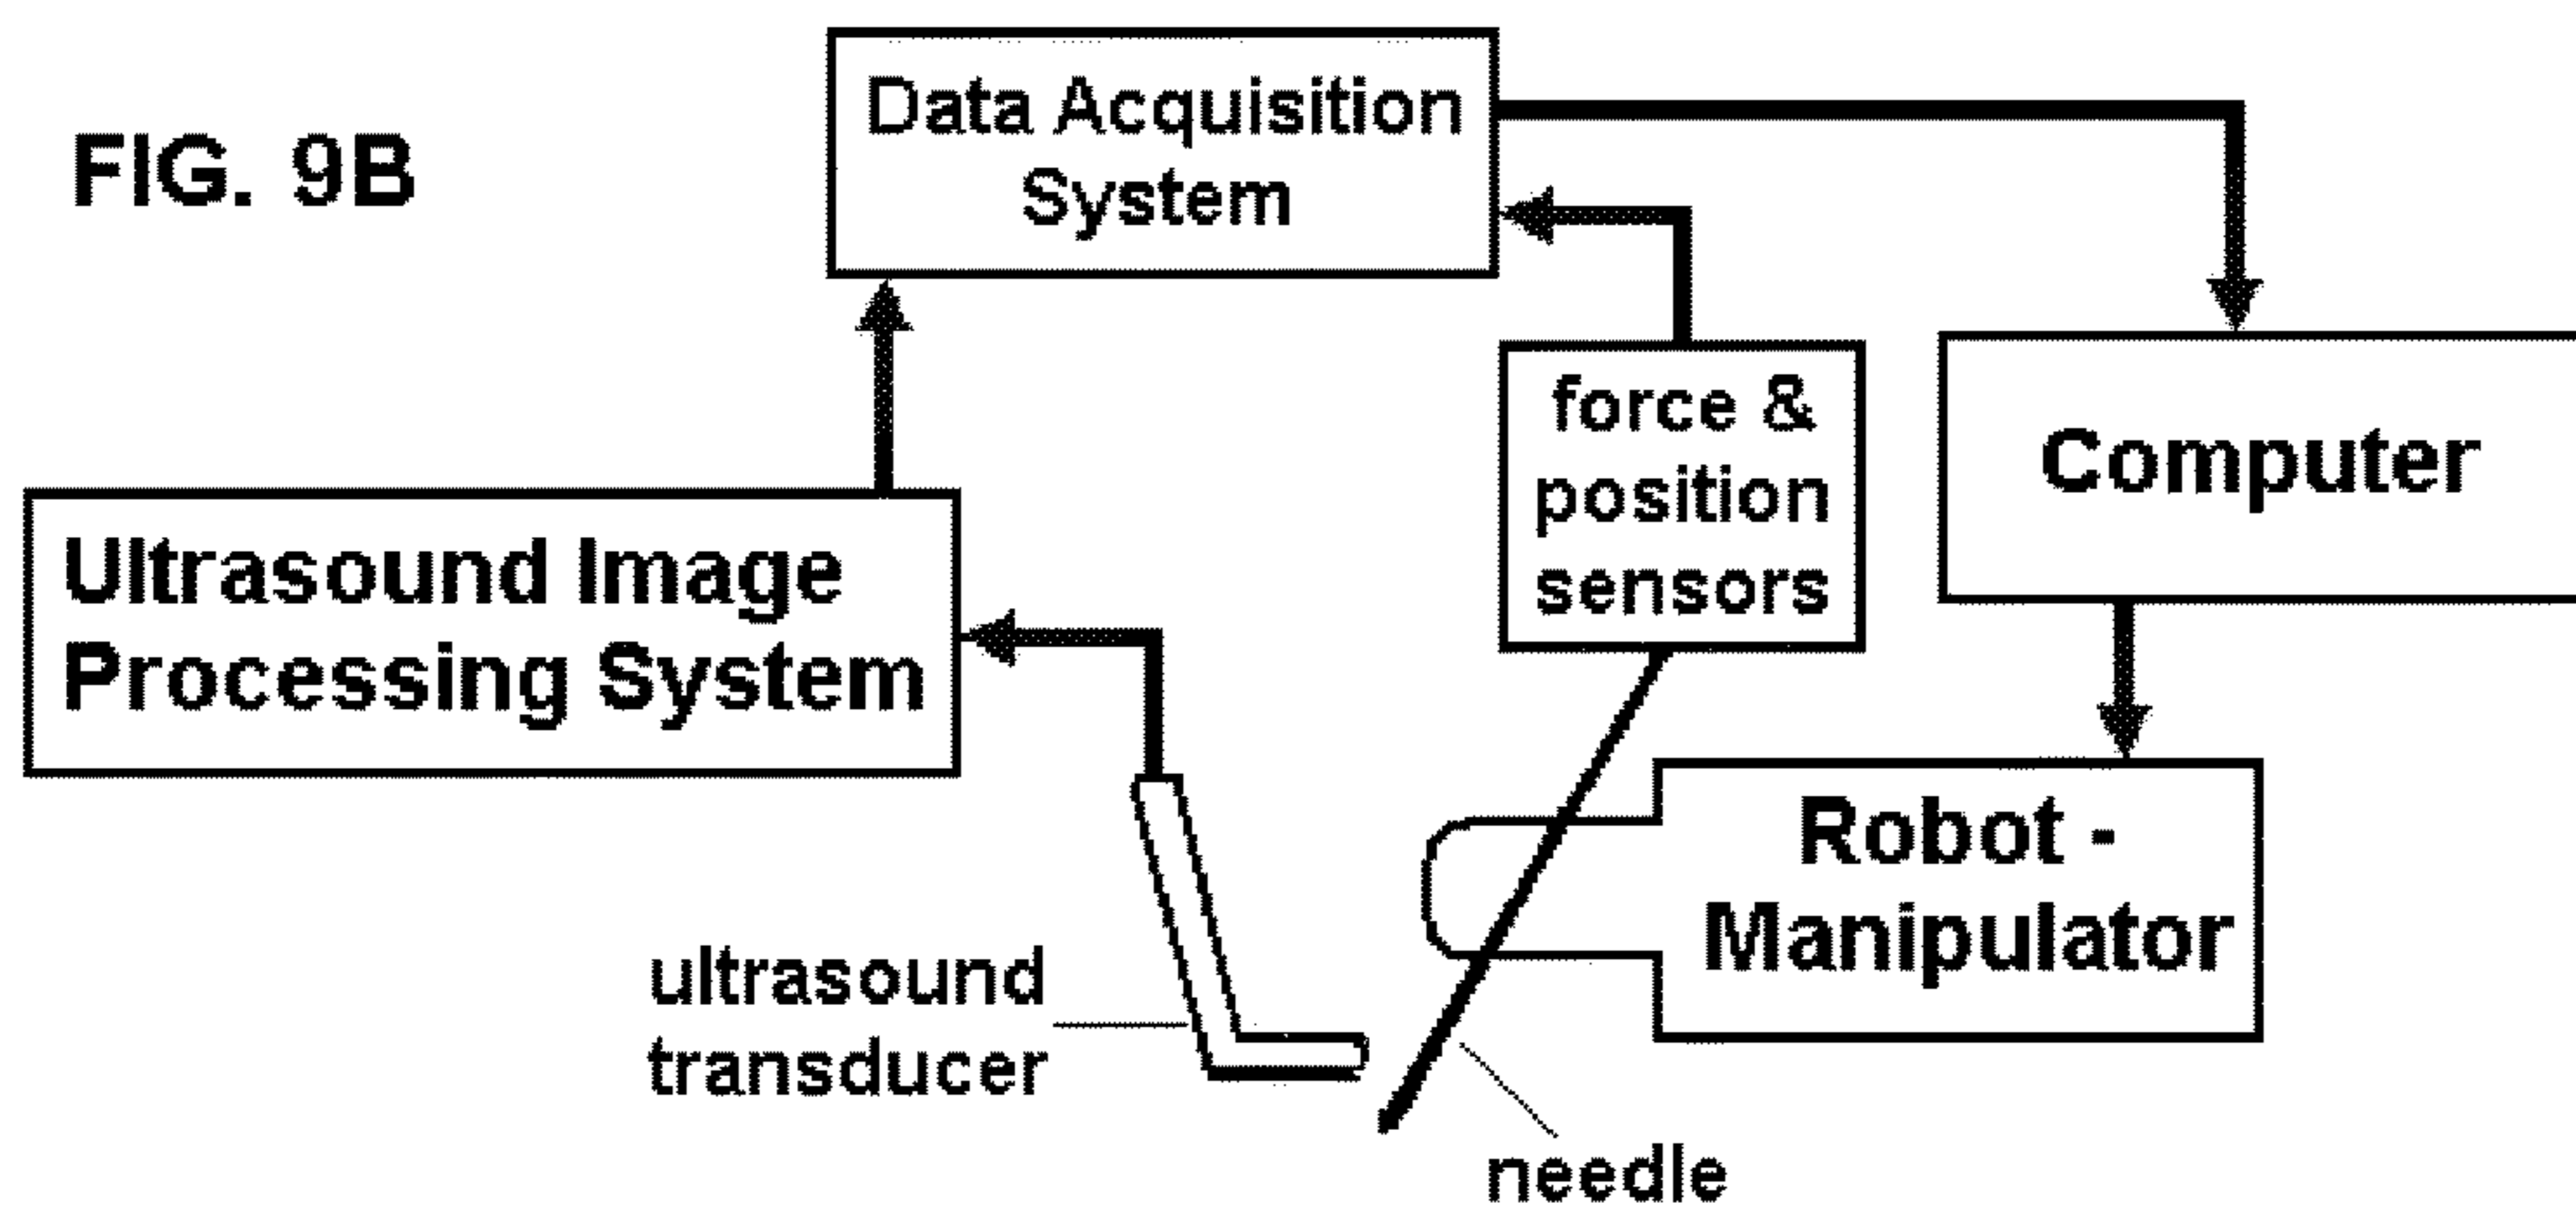 FIG. 9B
Data Acquisition
System
force &
position
sensors
Computer
Ultrasound Image
Processing System
Robot -
Manipulator
ultrasound
transducer
needle